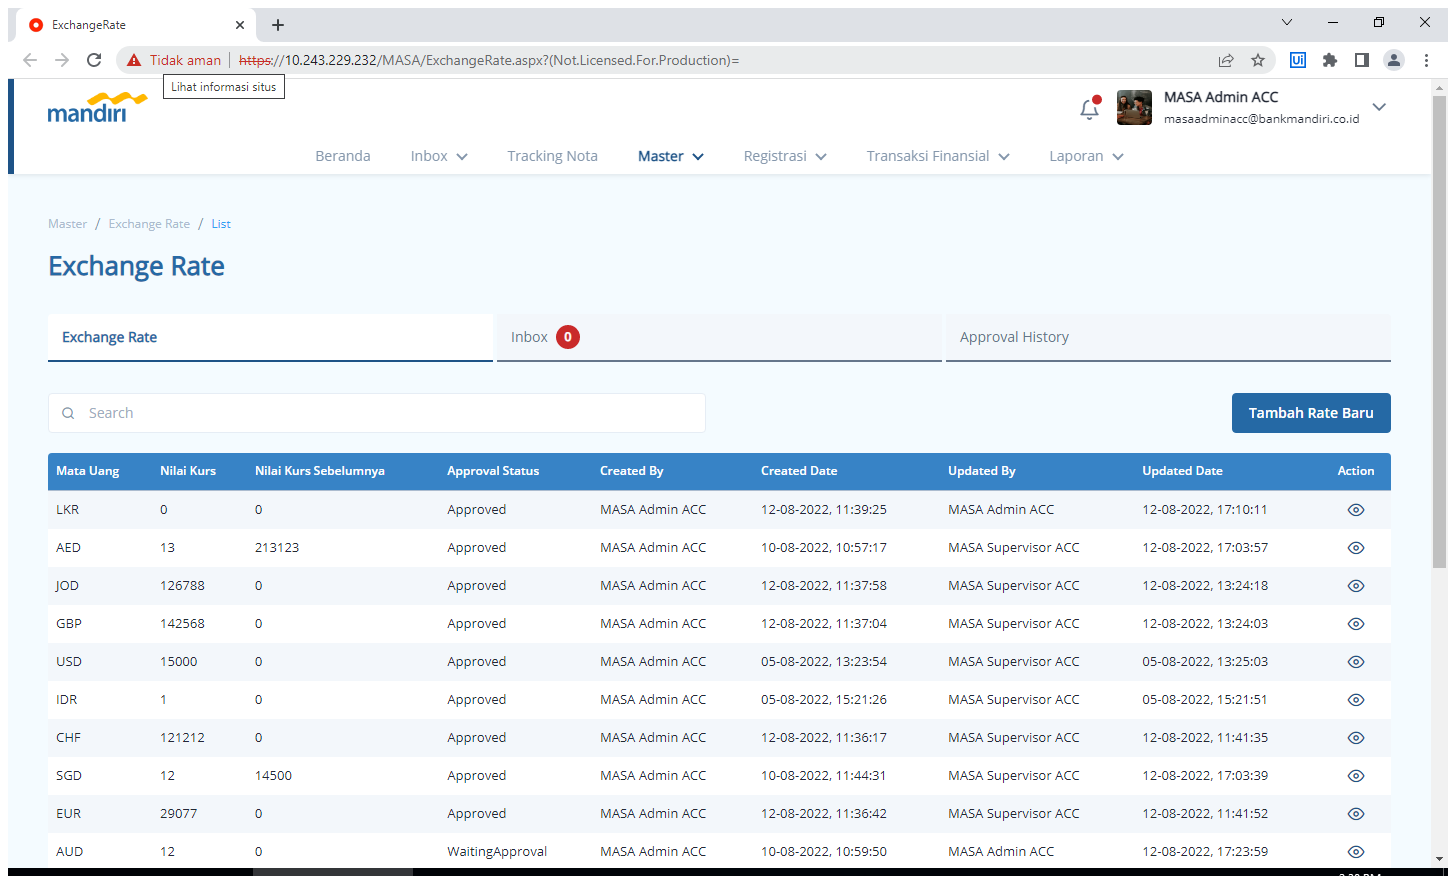 ExchangeRate
Tidak aman https://10.243.229.232/MASA/ExchangeRate.aspx?(Not.Licensed.For.Production)=
Lihat informasi situs
mandiri
MASA Admin ACC
masaadminacc@bankmandiri.co.id
Beranda Inbox Tracking Nota Master Registrasi Transaksi Finansial Laporan
Master / Exchange Rate / List
Exchange Rate
Exchange Rate Inbox 0 Approval History
Search Tambah Rate Baru
Mata Uang Nilai Kurs Nilai Kurs Sebelumnya Approval Status Created By Created Date Updated By Updated Date Action
LKR 0 0 Approved MASA Admin ACC 12-08-2022, 11:39:25 MASA Admin ACC 12-08-2022, 17:10:11
AED 13 213123 Approved MASA Admin ACC 10-08-2022, 10:57:17 MASA Supervisor ACC 12-08-2022, 17:03:57
JOD 126788 0 Approved MASA Admin ACC 12-08-2022, 11:37:58 MASA Supervisor ACC 12-08-2022, 13:24:18
GBP 142568 0 Approved MASA Admin ACC 12-08-2022, 11:37:04 MASA Supervisor ACC 12-08-2022, 13:24:03
USD 15000 0 Approved MASA Admin ACC 05-08-2022, 13:23:54 MASA Supervisor ACC 05-08-2022, 13:25:03
IDR 1 0 Approved MASA Admin ACC 05-08-2022, 15:21:26 MASA Supervisor ACC 05-08-2022, 15:21:51
CHF 121212 0 Approved MASA Admin ACC 12-08-2022, 11:36:17 MASA Supervisor ACC 12-08-2022, 11:41:35
SGD 12 14500 Approved MASA Admin ACC 10-08-2022, 11:44:31 MASA Supervisor ACC 12-08-2022, 17:03:39
EUR 29077 0 Approved MASA Admin ACC 12-08-2022, 11:36:42 MASA Supervisor ACC 12-08-2022, 11:41:52
AUD 12 0 WaitingApproval MASA Admin ACC 10-08-2022, 10:59:50 MASA Admin ACC 12-08-2022, 17:23:59